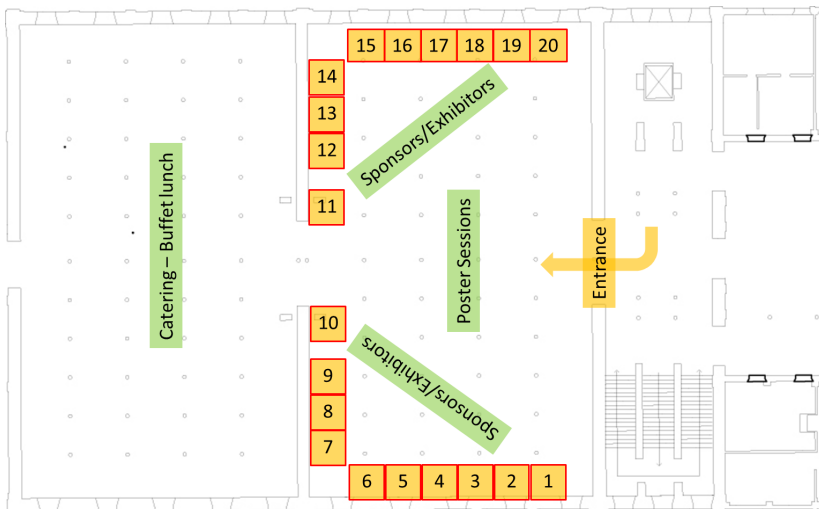 15 16 17 18 19 20
14
13
12
11
Sponsors/Exhibitors
Catering – Buffet lunch
Poster Sessions
Entrance
10
9
8
7
Sponsors/Exhibitors
6 5 4 3 2 1